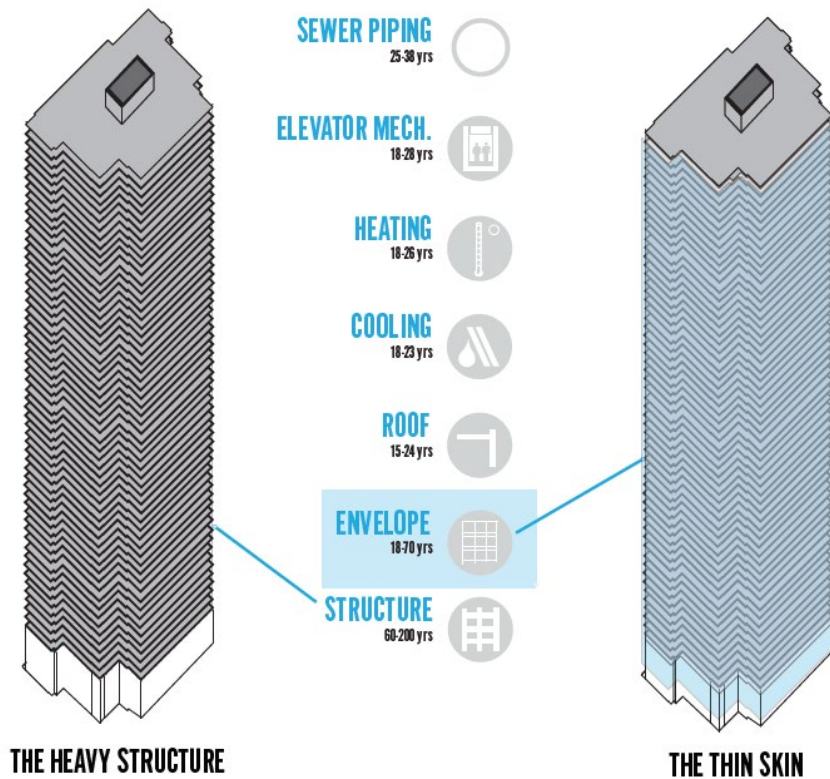 SEWER PIPING
25-38 yrs
ELEVATOR MECH.
18-28 yrs
HEATING
18-26 yrs
COOLING
18-23 yrs
ROOF
15-24 yrs
ENVELOPE
18-70 yrs
STRUCTURE
60-200 yrs
THE HEAVY STRUCTURE
THE THIN SKIN